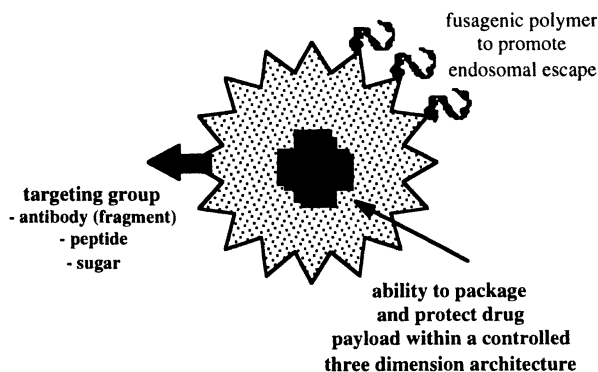 fusagenic polymer
to promote
endosomal escape
targeting group
- antibody (fragment)
- peptide
- sugar
ability to package
and protect drug
payload within a controlled
three dimension architecture